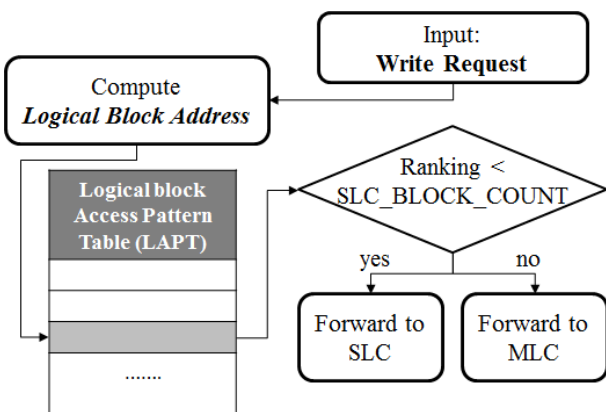 Input:
Write Request
Compute
Logical Block Address
Logical block
Access Pattern
Table (LAPT)
.......
Ranking <
SLC_BLOCK_COUNT
yes
no
Forward to
SLC
Forward to
MLC